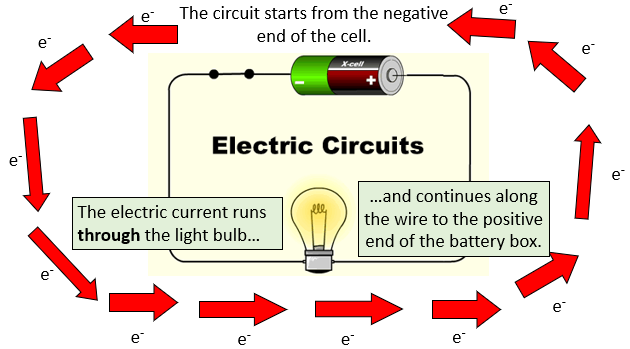 The circuit starts from the negative
end of the cell.
e-
e-
e-
e-
e-
e-
X-cell
- +
Electric Circuits
e-
e-
The electric current runs
through the light bulb...
...and continues along
the wire to the positive
end of the battery box.
e-
e-
e-
e-
e-